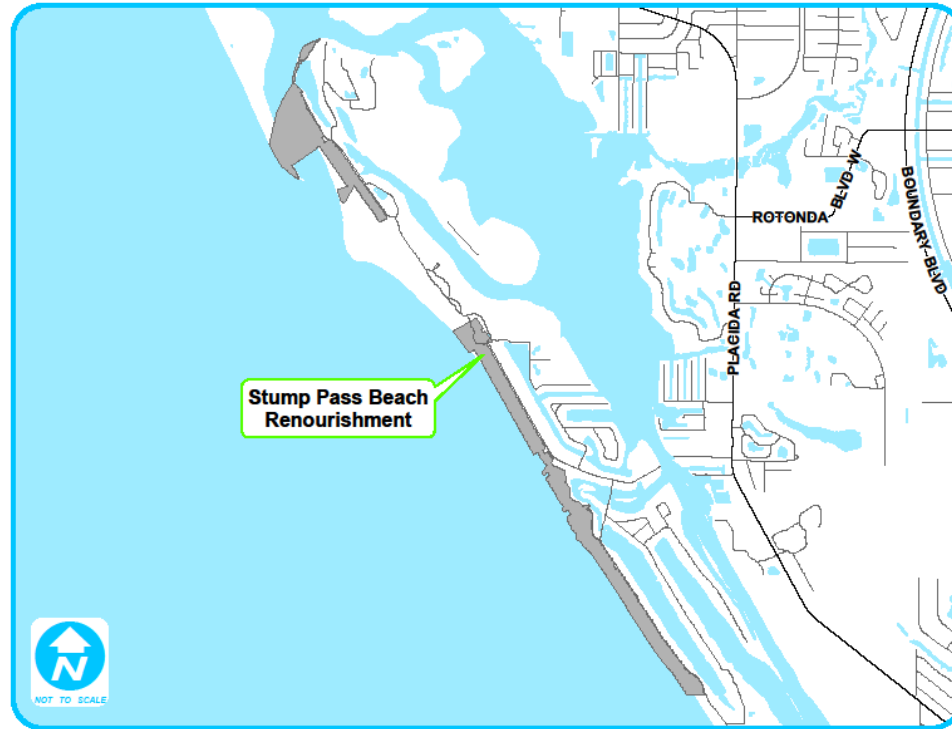 ROTONDA BLVD W
BOUNDARY BLVD
PLACIDA RD
Stump Pass Beach
Renourishment
N
NOT TO SCALE